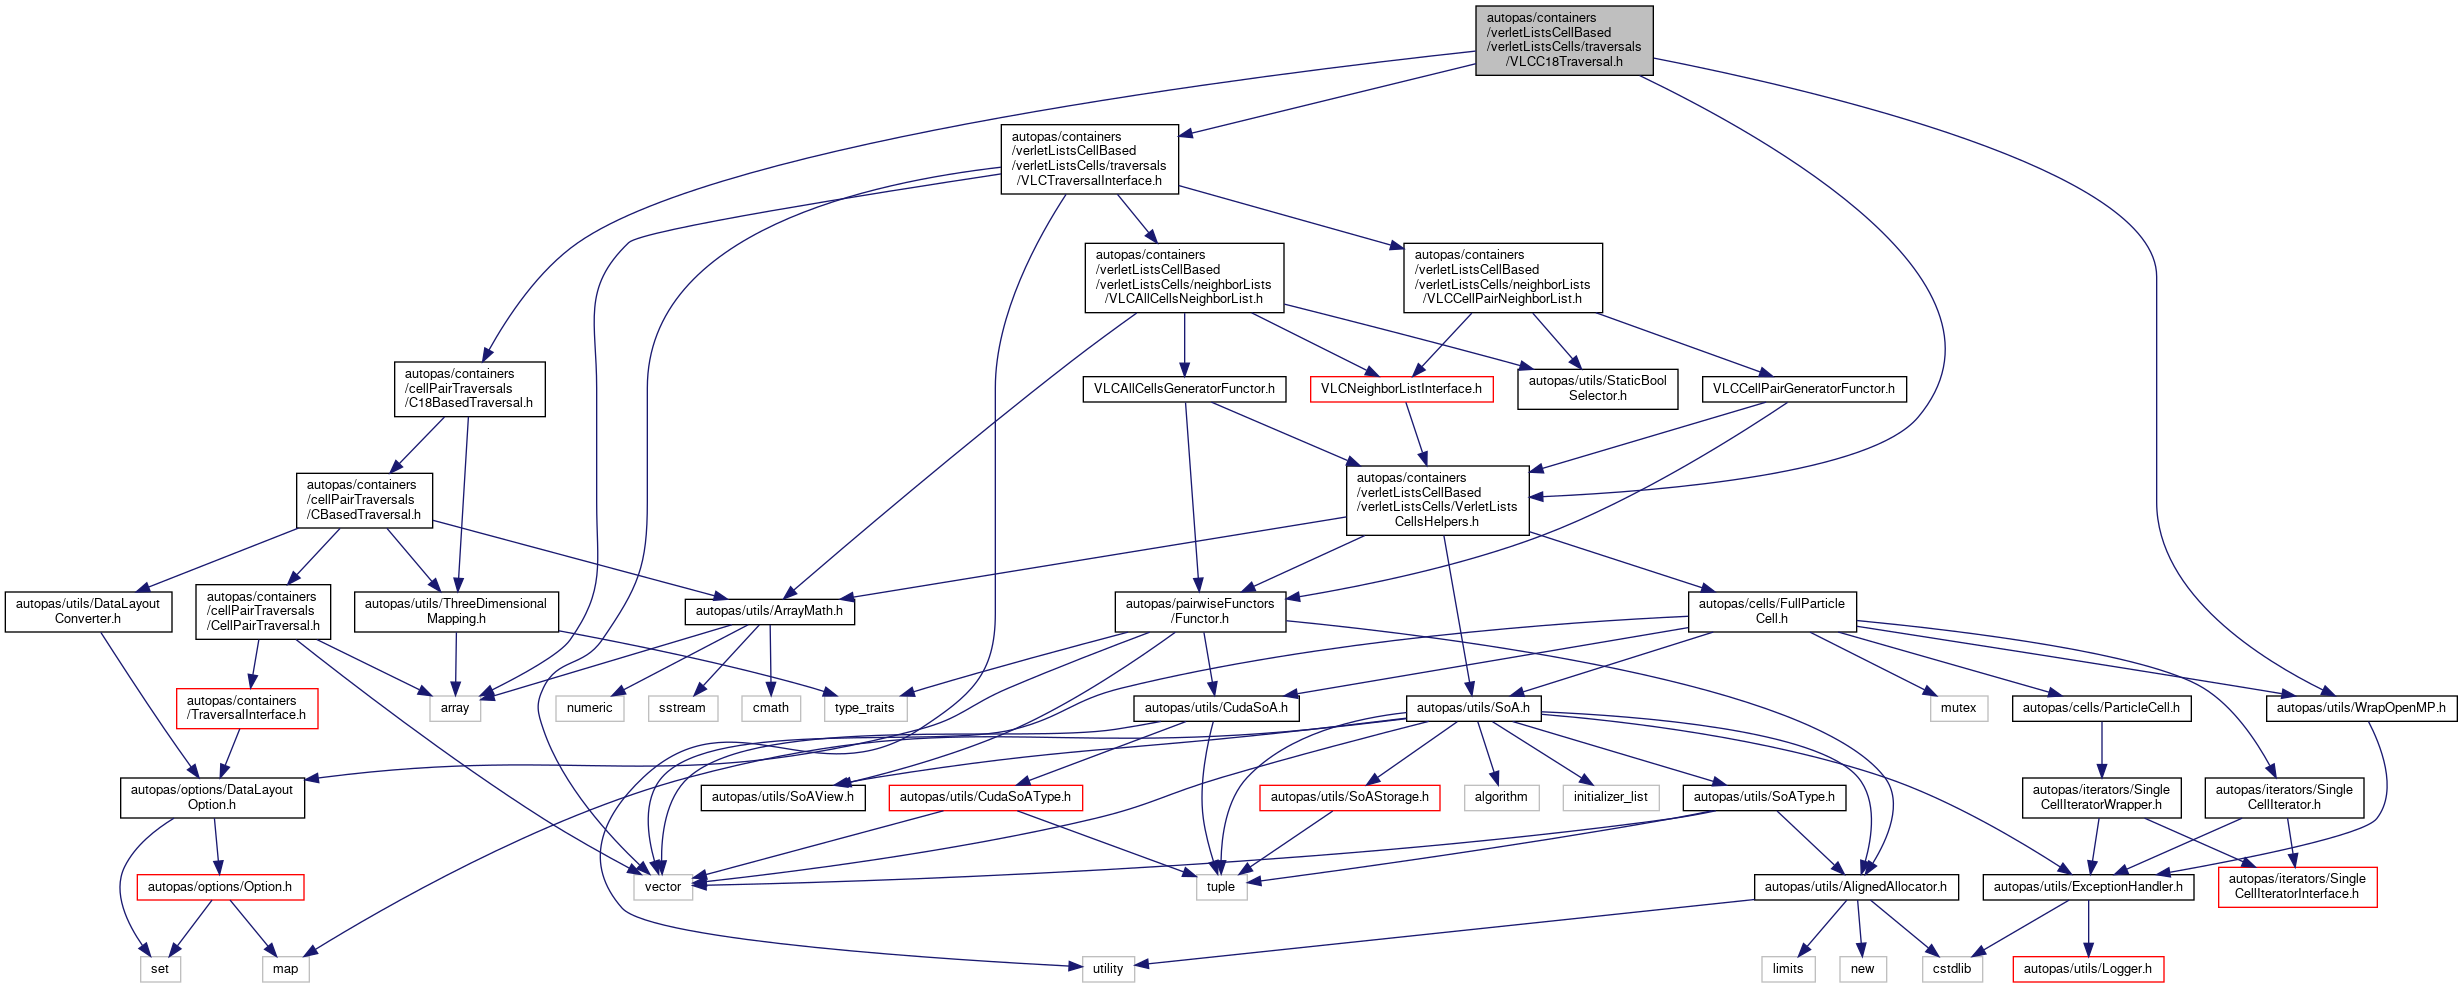 autopas/containers
/verletListsCellBased
/verletListsCells/traversals
/VLCC18Traversal.h
autopas/containers
/verletListsCellBased
/verletListsCells/traversals
/VLCTraversalInterface.h
autopas/containers
/verletListsCellBased
/verletListsCells/neighborLists
/VLCAllCellsNeighborList.h
autopas/containers
/verletListsCellBased
/verletListsCells/neighborLists
/VLCCellPairNeighborList.h
autopas/containers
/cellPairTraversals
/C18BasedTraversal.h
VLCAllCellsGeneratorFunctor.h
VLCNeighborListInterface.h
autopas/utils/StaticBool
Selector.h
VLCCellPairGeneratorFunctor.h
autopas/containers
/cellPairTraversals
/CBasedTraversal.h
autopas/containers
/verletListsCellBased
/verletListsCells/VerletLists
CellsHelpers.h
autopas/utils/DataLayout
Converter.h
autopas/containers
/cellPairTraversals
/CellPairTraversal.h
autopas/utils/ThreeDimensional
Mapping.h
autopas/utils/ArrayMath.h
autopas/pairwiseFunctors
/Functor.h
autopas/cells/FullParticle
Cell.h
autopas/containers
/TraversalInterface.h
array
numeric
sstream
cmath
type_traits
autopas/utils/CudaSoA.h
autopas/utils/SoA.h
mutex
autopas/cells/ParticleCell.h
autopas/utils/WrapOpenMP.h
autopas/options/DataLayout
Option.h
autopas/utils/SoAView.h
autopas/utils/CudaSoAType.h
autopas/utils/SoAStorage.h
algorithm
initializer_list
autopas/utils/SoAType.h
autopas/iterators/Single
CellIteratorWrapper.h
autopas/iterators/Single
CellIterator.h
autopas/options/Option.h
vector
tuple
autopas/utils/AlignedAllocator.h
autopas/utils/ExceptionHandler.h
autopas/iterators/Single
CellIteratorInterface.h
set
map
utility
limits
new
cstdlib
autopas/utils/Logger.h